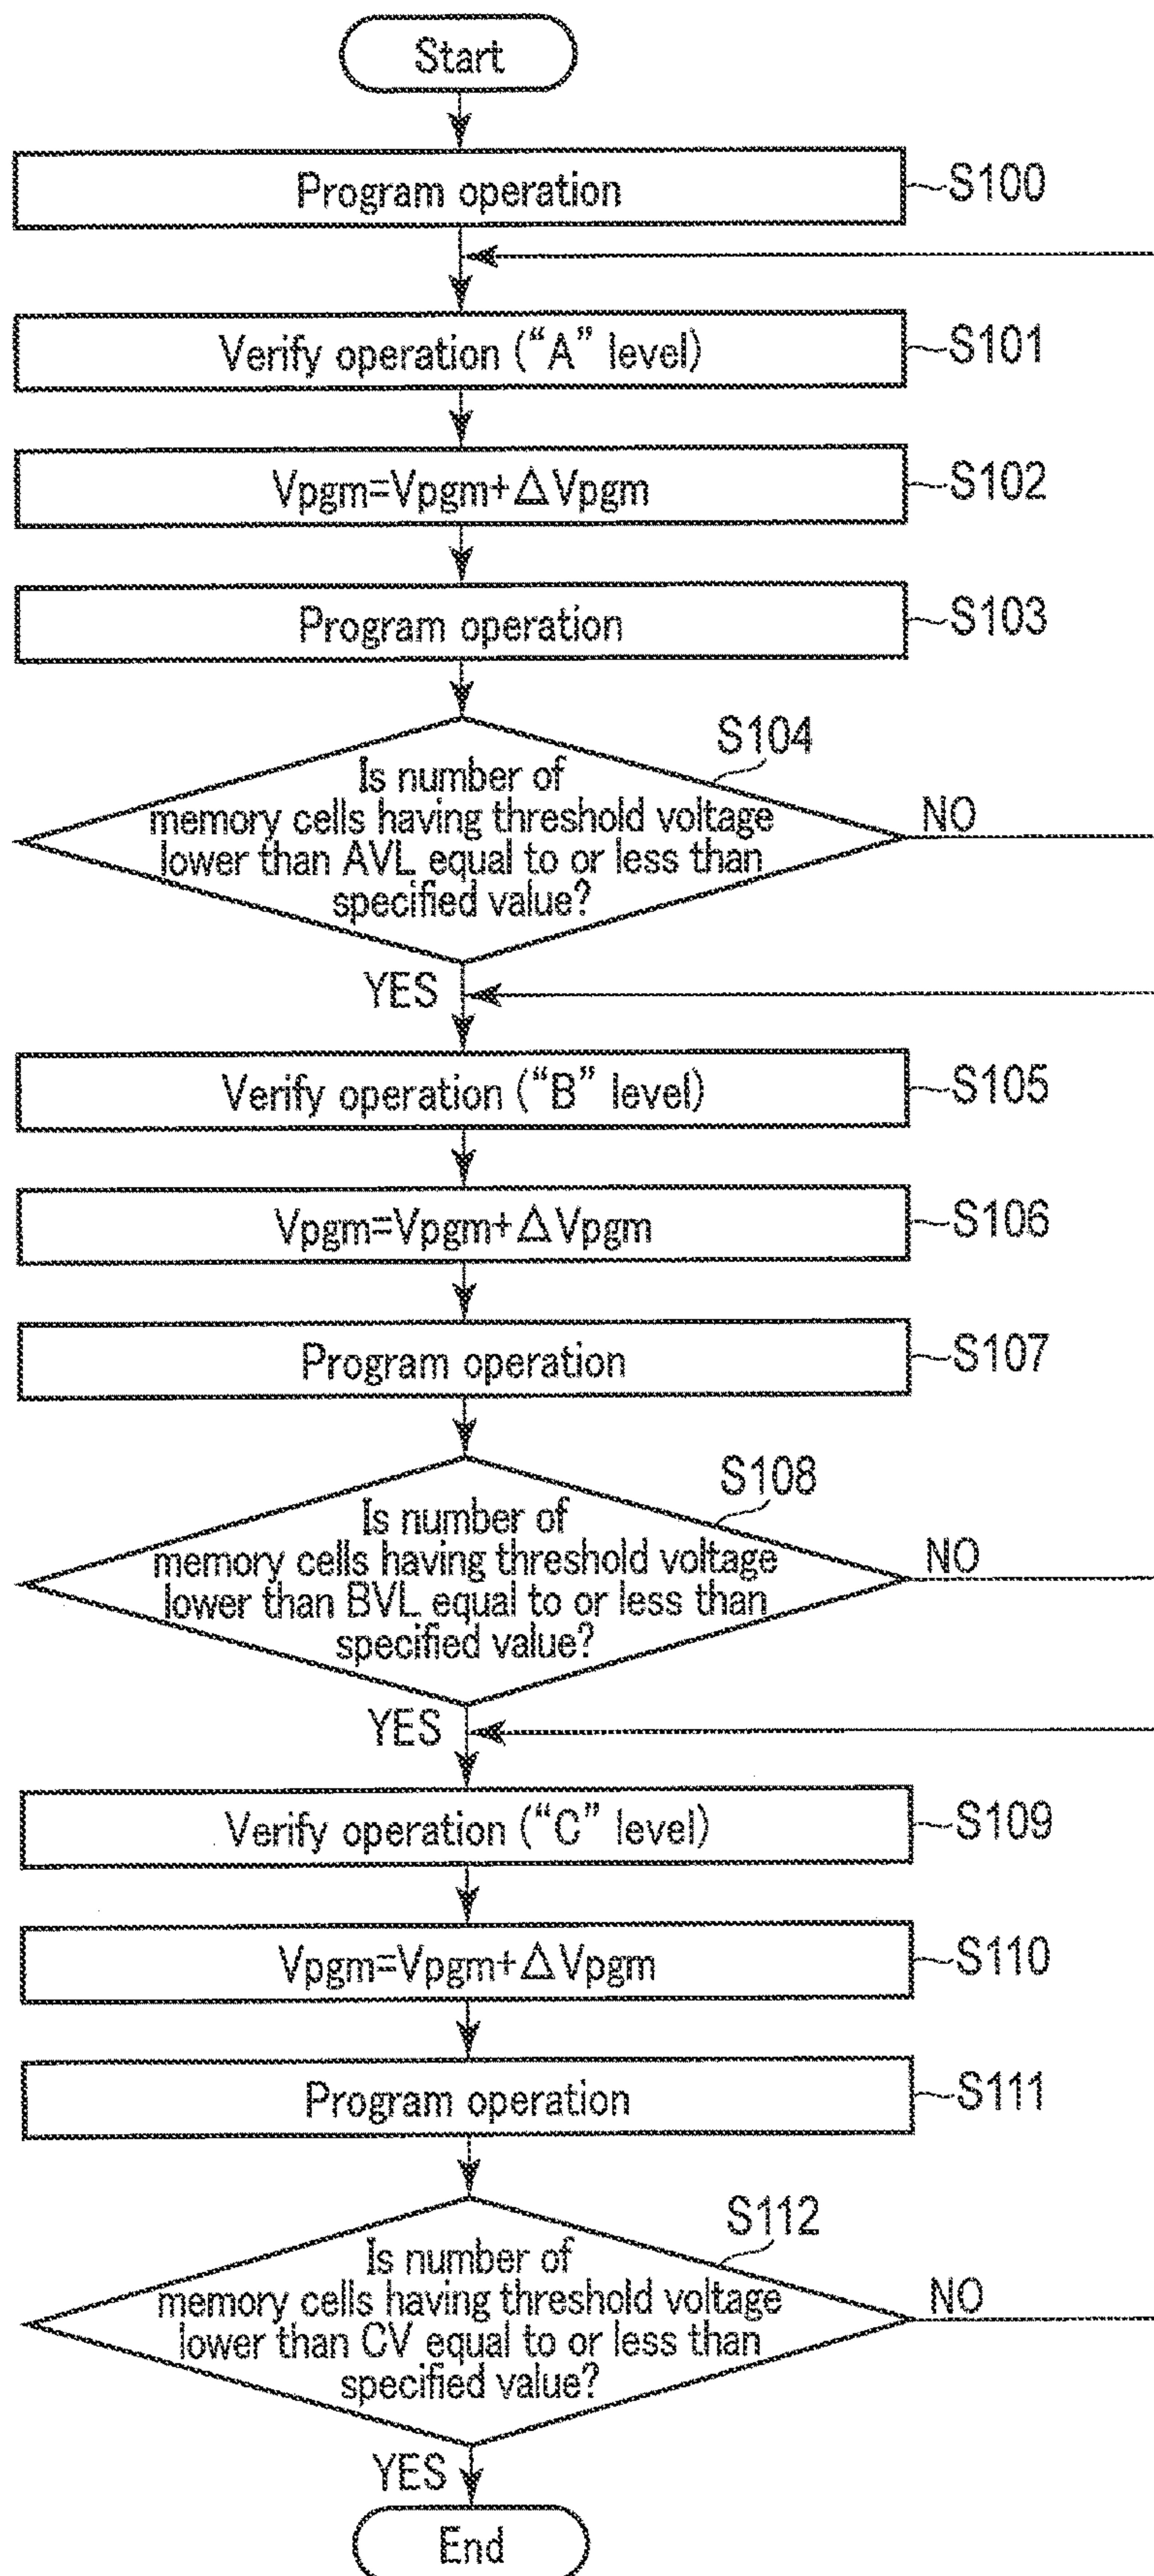 Start
Program operation
S100
Verify operation (“A” level)
S101
Vpgm=Vpgm+△Vpgm
S102
Program operation
S103
S104
Is number of
memory cells having threshold voltage
lower than AVL equal to or less than
specified value?
NO
YES
Verify operation (“B” level)
S105
Vpgm=Vpgm+△Vpgm
S106
Program operation
S107
S108
Is number of
memory cells having threshold voltage
lower than BVL equal to or less than
specified value?
NO
YES
Verify operation (“C” level)
S109
Vpgm=Vpgm+△Vpgm
S110
Program operation
S111
S112
Is number of
memory cells having threshold voltage
lower than CV equal to or less than
specified value?
NO
YES
End